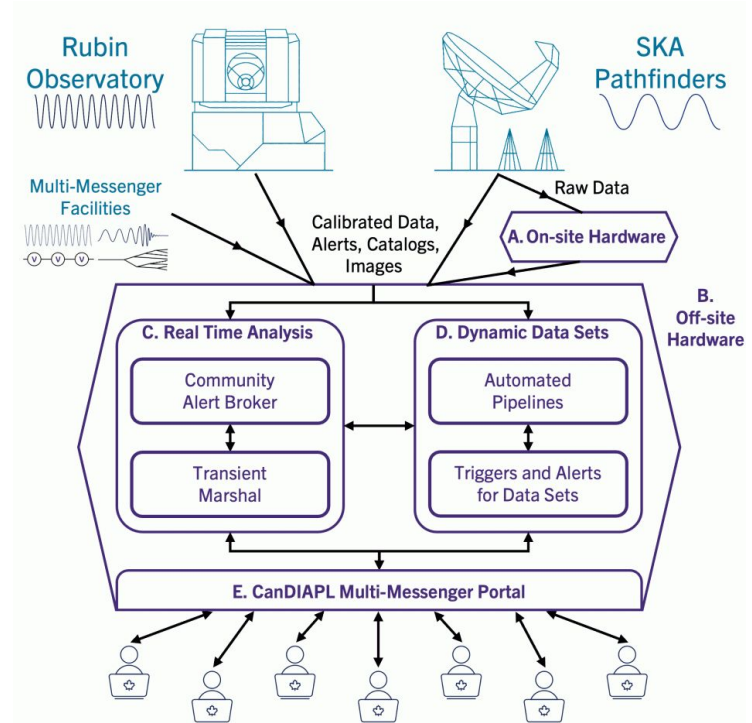 Rubin
Observatory
SKA
Pathfinders
Multi-Messenger
Facilities
V V V
Raw Data
Calibrated Data,
Alerts, Catalogs,
Images
A. On-site Hardware
B.
Off-site
Hardware
C. Real Time Analysis
Community
Alert Broker
Transient
Marshal
D. Dynamic Data Sets
Automated
Pipelines
Triggers and Alerts
for Data Sets
E. CanDIAPL Multi-Messenger Portal